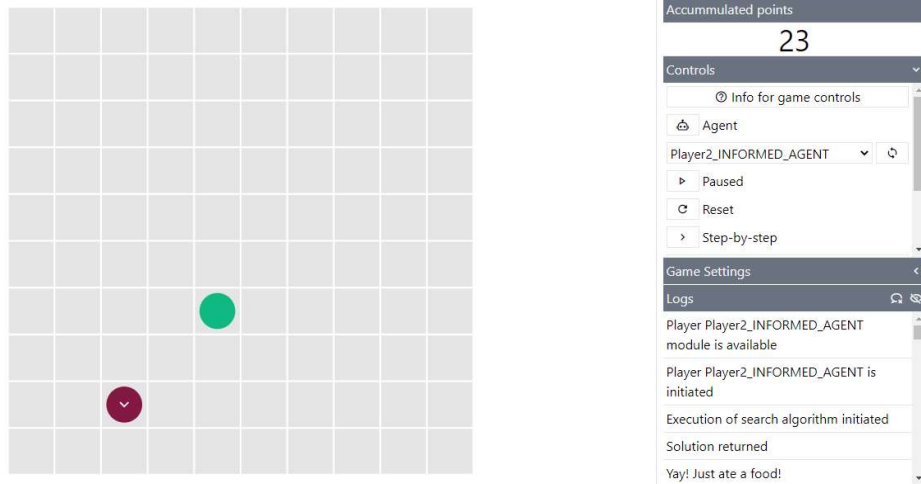 Accummulated points
23
Controls
Info for game controls
Agent
Player2_INFORMED_AGENT
Paused
Reset
Step-by-step
Game Settings
Logs
Player Player2_INFORMED_AGENT
module is available
Player Player2_INFORMED_AGENT is
initiated
Execution of search algorithm initiated
Solution returned
Yay! Just ate a food!